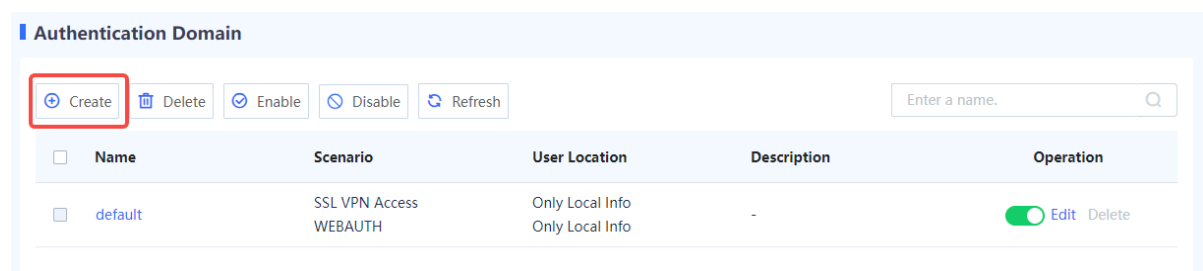 Authentication Domain
Create Delete Enable Disable Refresh Enter a name.
Name Scenario User Location Description Operation
default SSL VPN Access Only Local Info - Edit Delete
WEBAUTH Only Local Info